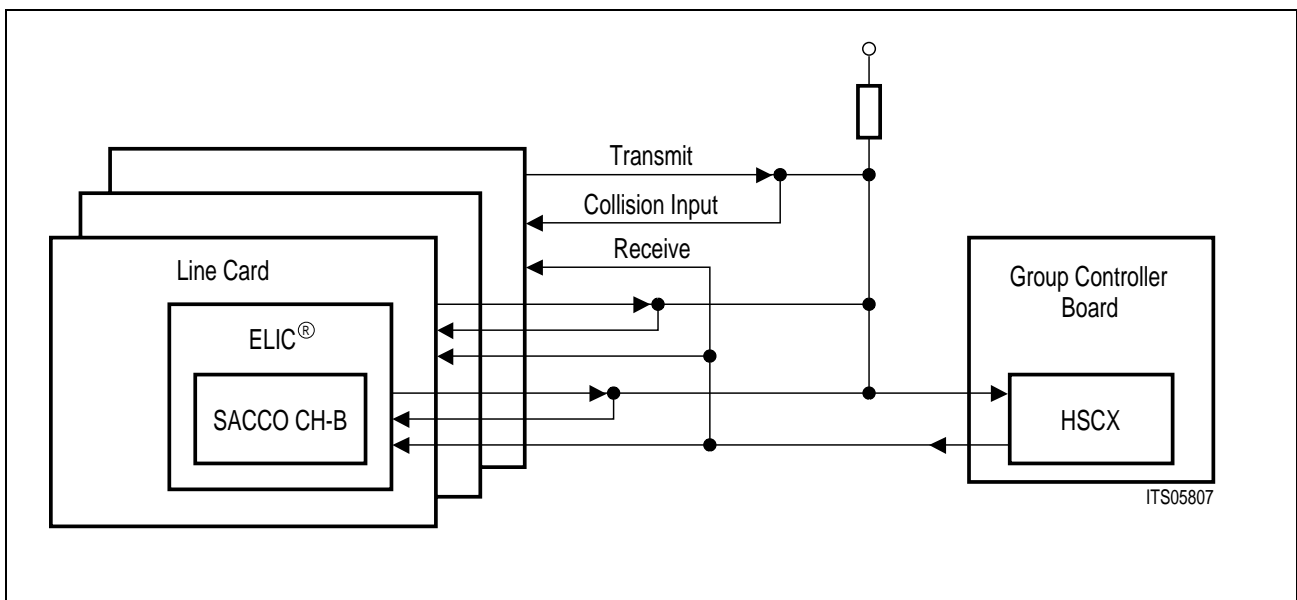 Transmit
Collision Input
Receive
Line Card
ELIC®
SACCO CH-B
Group Controller
Board
HSCX
ITS05807